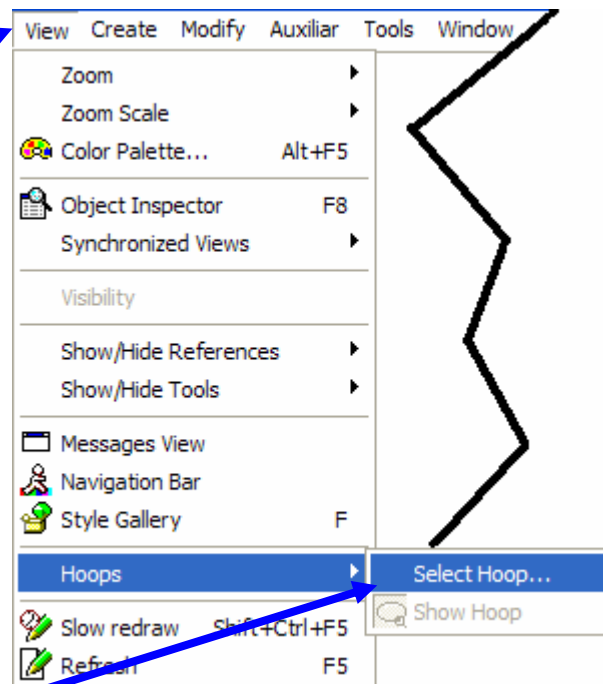 View Create Modify Auxiliar Tools Window
Zoom
Zoom Scale
Color Palette... Alt+F5
Object Inspector F8
Synchronized Views
Visibility
Show/Hide References
Show/Hide Tools
Messages View
Navigation Bar
Style Gallery F
Hoops Select Hoop...
Show Hoop
Slow redraw Shift+Ctrl+F5
Refresh F5